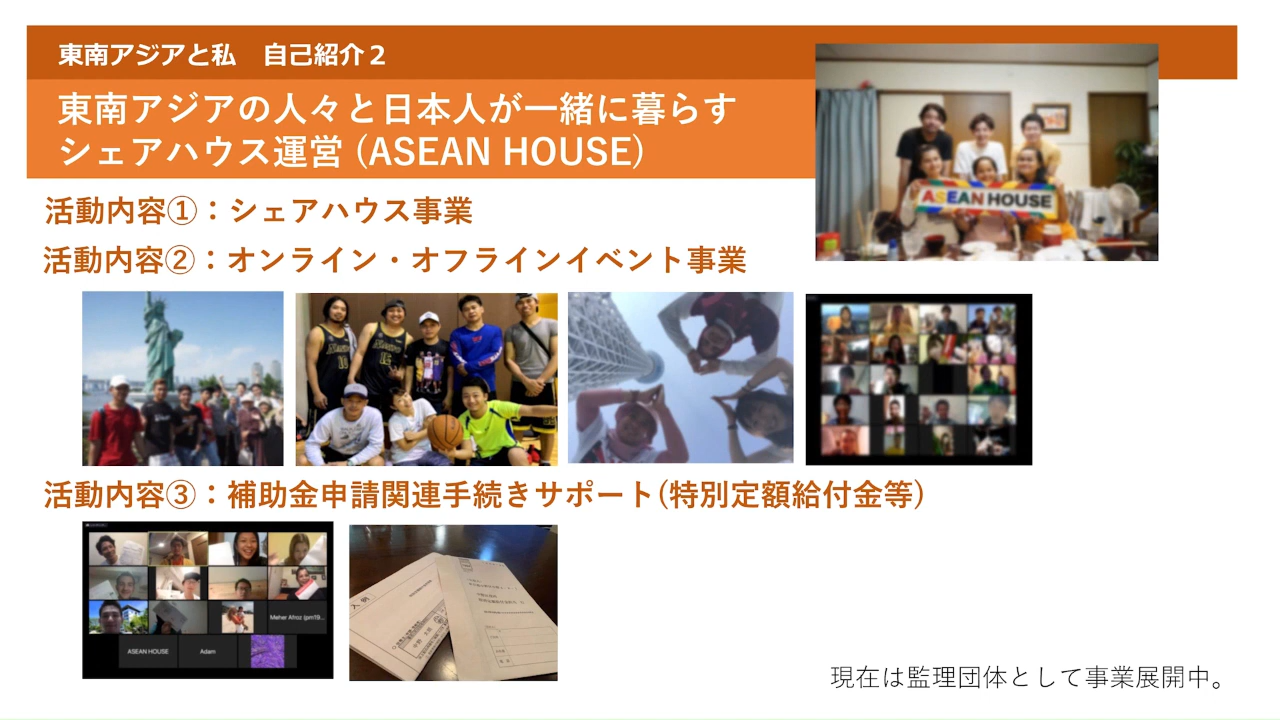 東南アジアと私　自己紹介２
東南アジアの人々と日本人が一緒に暮らす
シェアハウス運営 (ASEAN HOUSE)
ASEAN HOUSE
活動内容①：シェアハウス事業
活動内容②：オンライン・オフラインイベント事業
活動内容③：補助金申請関連手続きサポート(特別定額給付金等)
Meher Afroz (pm19...
ASEAN HOUSE
Adam
入例
現在は監理団体として事業展開中。